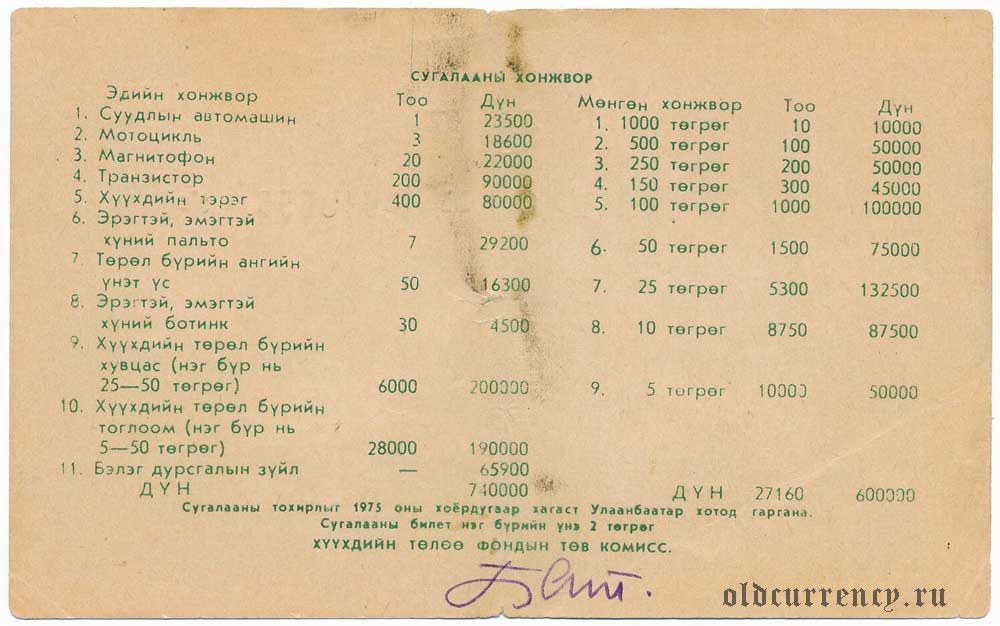 СУГАЛААНЫ ХОНЖВОР
Эдийн хонжвор Тоо Дүн
1. Суудлын автомашин 1 23500
2. Мотоцикль 3 18600
3. Магнитофон 20 22000
4. Транзистор 200 90000
5. Хүүхдийн тэрэг 400 80000
6. Эрэгтэй, эмэгтэй
хүний пальто 7 29200
7. Төрөл бүрийн ангийн
үнэт үс 50 16300
8. Эрэгтэй, эмэгтэй
хүний ботинк 30 4500
9. Хүүхдийн төрөл бүрийн
хувцас (нэг бүр нь
25—50 төгрөг) 6000 200000
10. Хүүхдийн төрөл бүрийн
тоглоом (нэг бүр нь
5—50 төгрөг) 28000 190000
11. Бэлэг дурсгалын зүйл — 65900
ДҮН 740000
Мөнгөн хонжвор Тоо Дүн
1. 1000 төгрөг 10 10000
2. 500 төгрөг 100 50000
3. 250 төгрөг 200 50000
4. 150 төгрөг 300 45000
5. 100 төгрөг 1000 100000
6. 50 төгрөг 1500 75000
7. 25 төгрөг 5300 132500
8. 10 төгрөг 8750 87500
9. 5 төгрөг 10000 50000
ДҮН 27160 600000
Сугалааны тохирлыг 1975 оны хоёрдугаар хагаст Улаанбаатар хотод гаргана.
Сугалааны билет нэг бүрийн үнэ 2 төгрөг
ХҮҮХДИЙН ТӨЛӨӨ ФОНДЫН ТӨВ КОМИСС.
oldcurrency.ru